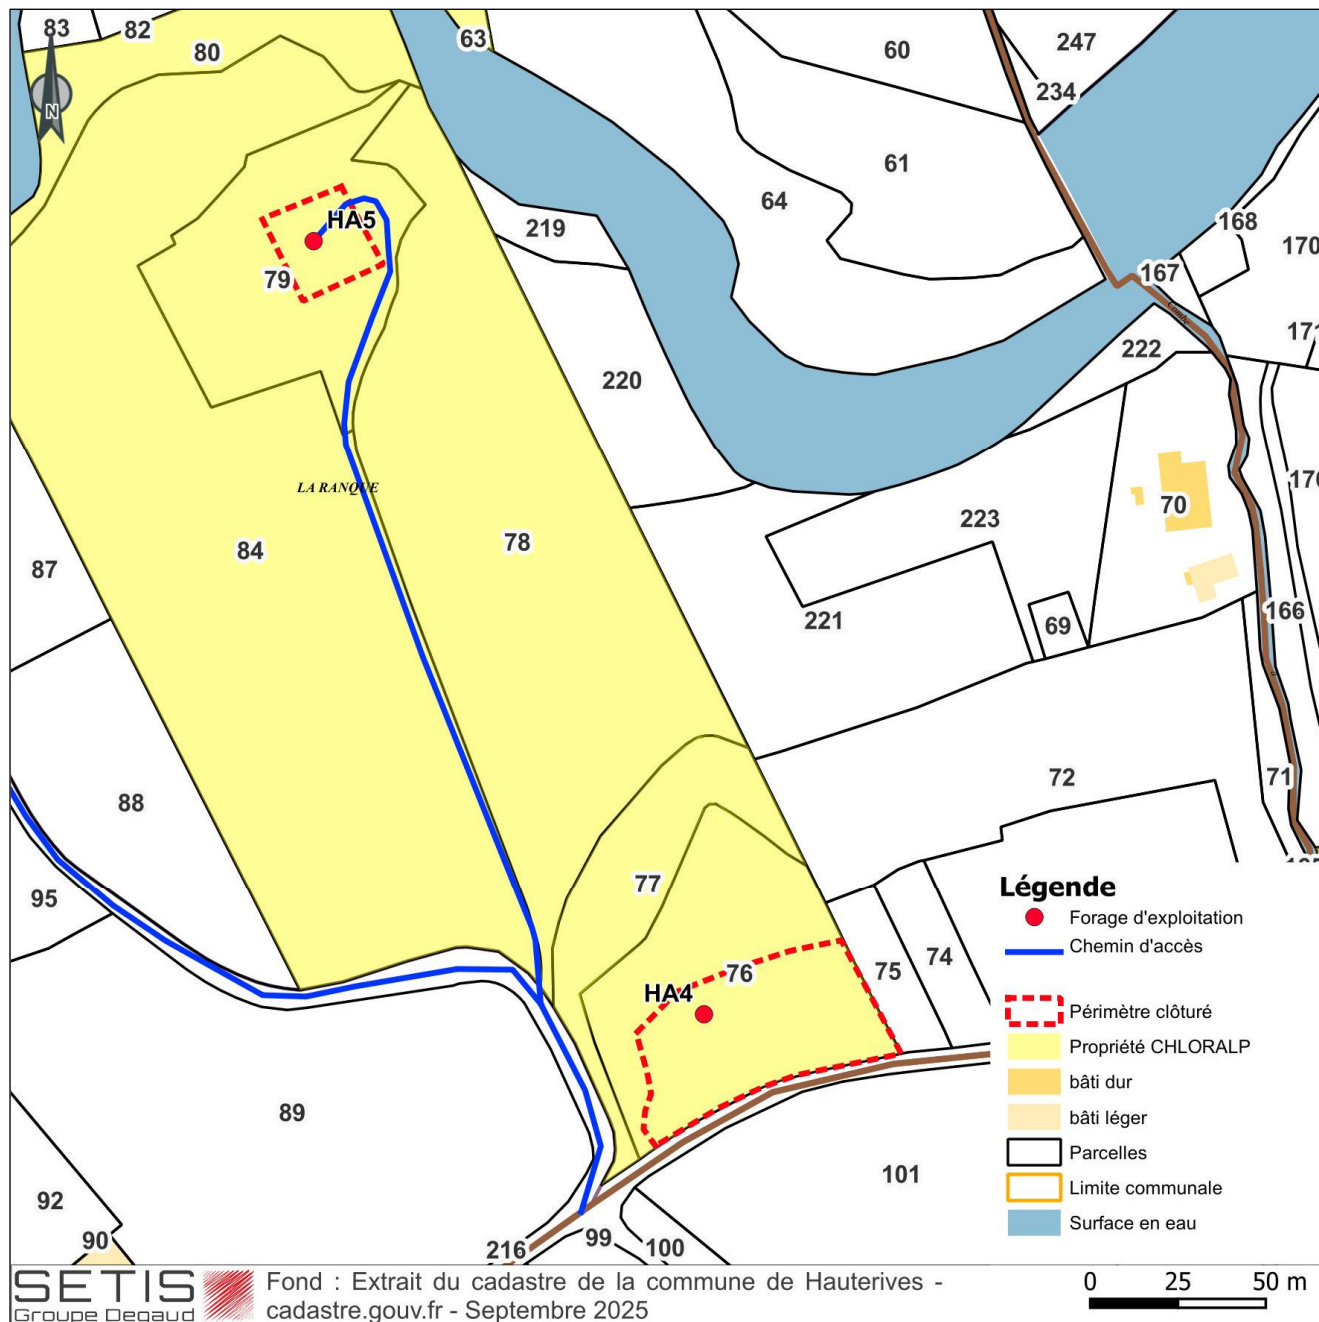 83
82
80
63
60
247
234
61
64
219
168
170
167
Combe
171
222
N
HA5
79
220
LA RANQUE
84
78
87
223
70
170
221
69
166
88
72
71
95
77
76
75
74
HA4
89
92
90
101
216
99
100
Légende
Forage d'exploitation
Chemin d'accès
Périmètre clôturé
Propriété CHLORALP
bâti dur
bâti léger
Parcelles
Limite communale
Surface en eau
SETIS
Groupe Degaud
Fond : Extrait du cadastre de la commune de Hauterives -
cadastre.gouv.fr - Septembre 2025
0 25 50 m